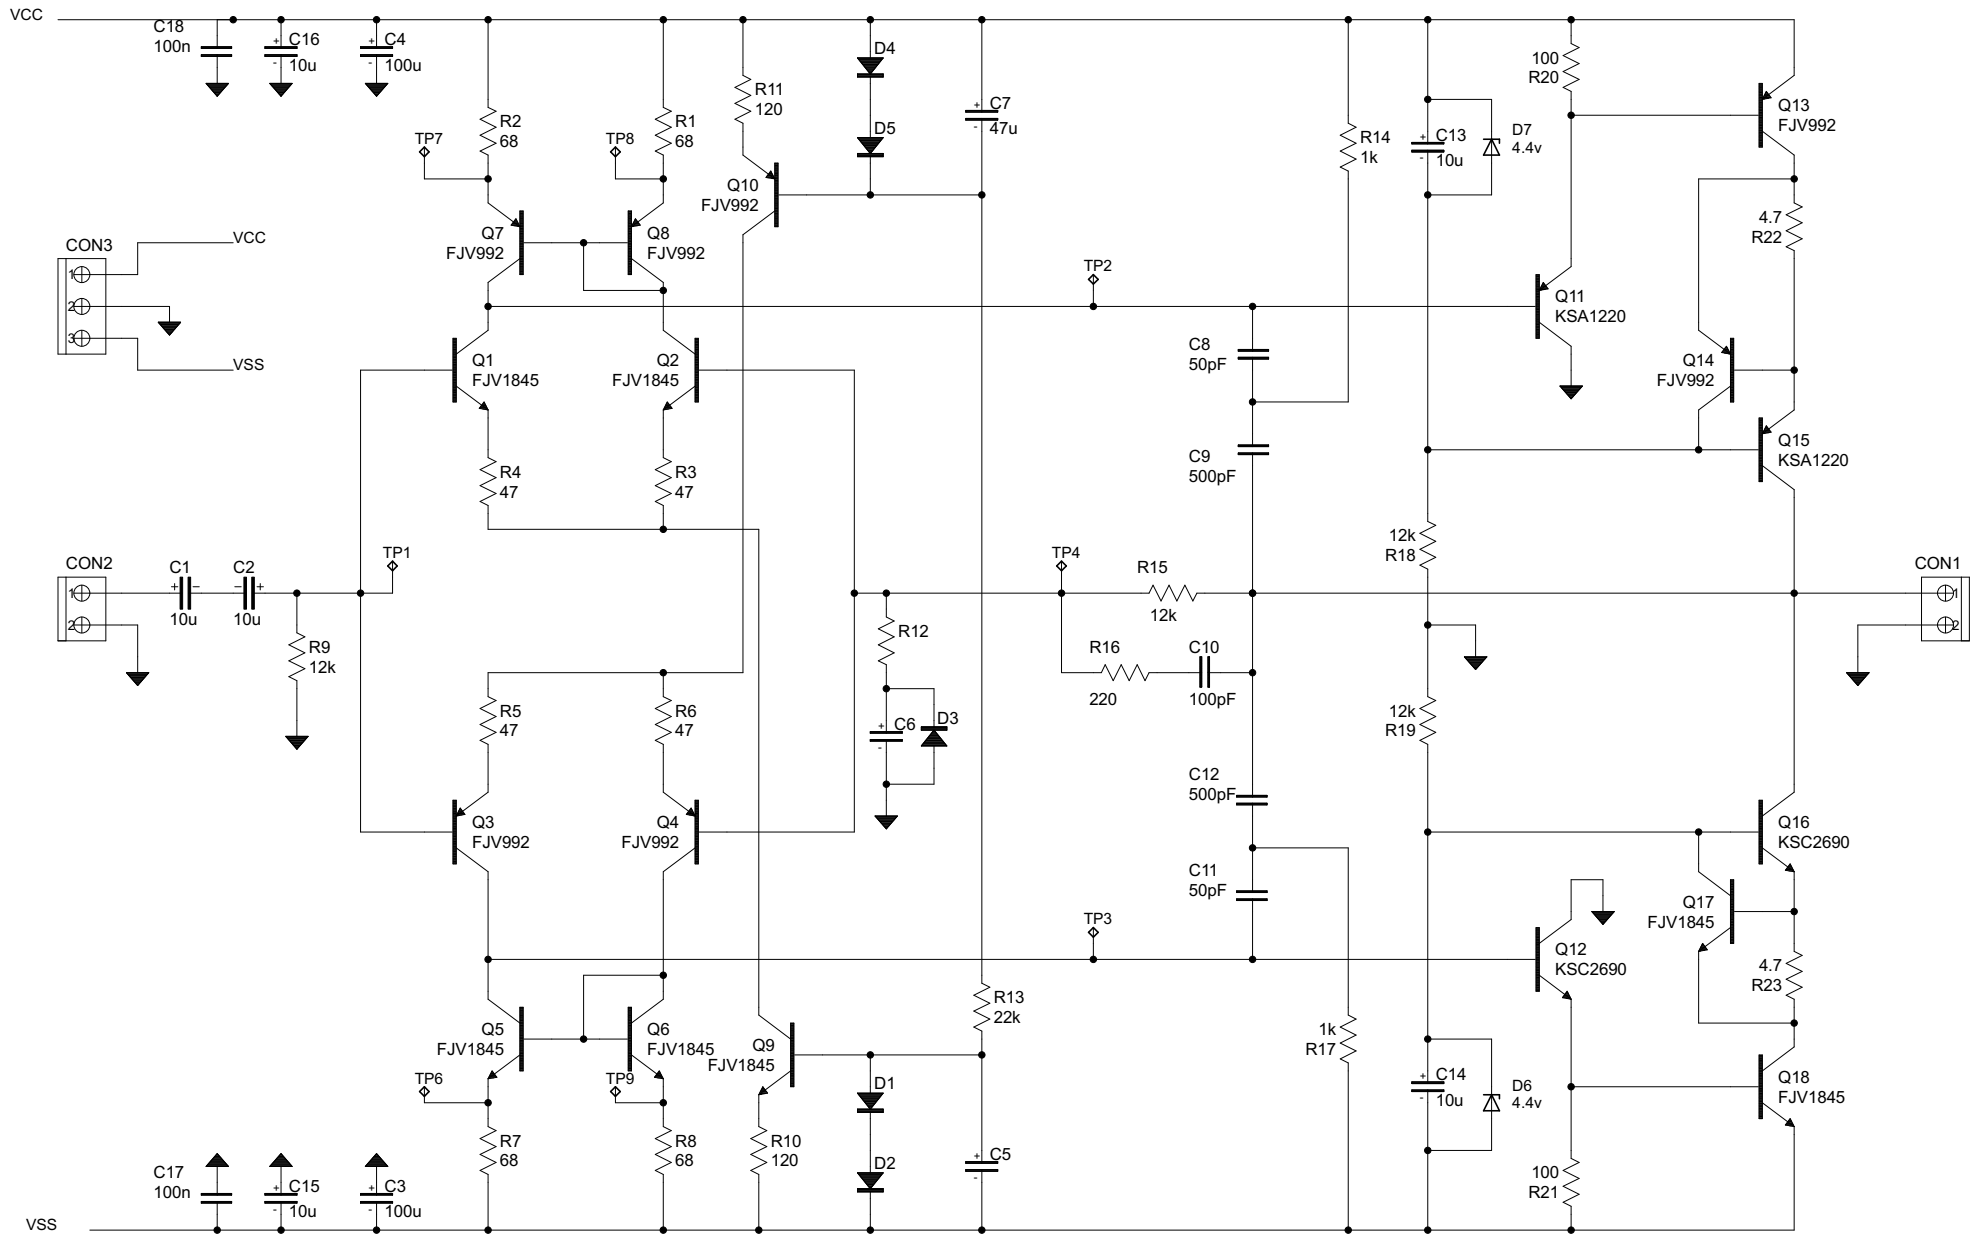 VCC
C18
100n
+
C16
-
10u
+
C4
-
100u
R2
68
R1
68
TP7
TP8
R11
120
D4
D5
+
C7
-
47u
R14
1k
+
C13
-
10u
D7
4.4v
100
R20
Q13
FJV992
Q10
FJV992
4.7
R22
CON3
VCC
1
2
3
VSS
Q7
FJV992
Q8
FJV992
TP2
Q11
KSA1220
C8
50pF
Q1
FJV1845
Q2
FJV1845
Q14
FJV992
C9
500pF
Q15
KSA1220
R4
47
R3
47
12k
R18
CON2
1
2
C1
+ -
10u
C2
- +
10u
TP1
R9
12k
TP4
R15
12k
R12
R16
220
C10
100pF
CON1
1
2
R5
47
R6
47
+
C6
-
D3
12k
R19
C12
500pF
Q3
FJV992
Q4
FJV992
Q16
KSC2690
C11
50pF
Q17
FJV1845
TP3
Q12
KSC2690
4.7
R23
R13
22k
Q5
FJV1845
Q6
FJV1845
Q9
FJV1845
1k
R17
TP6
TP9
D1
+
C14
-
10u
D6
4.4v
Q18
FJV1845
R7
68
R8
68
R10
120
D2
+
C5
-
C17
100n
+
C15
-
10u
+
C3
-
100u
100
R21
VSS